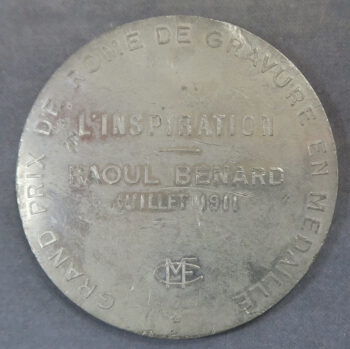 GRAND PRIX DE ROME DE GRAVURE EN MEDAILLE
L'INSPIRATION
RAOUL BENARD
JUILLET 1911